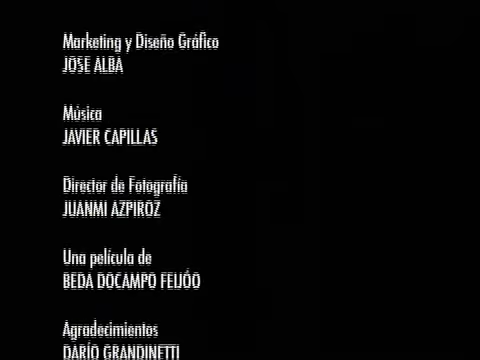 Marketing y Diseño Gráfico
JOSE ALBA
Música
JAVIER CAPILLAS
Director de Fotografía
JUANMI AZPIROZ
Una película de
BEDA DOCAMPO FEIJÓO
Agradecimientos
DARÍO GRANDINETTI